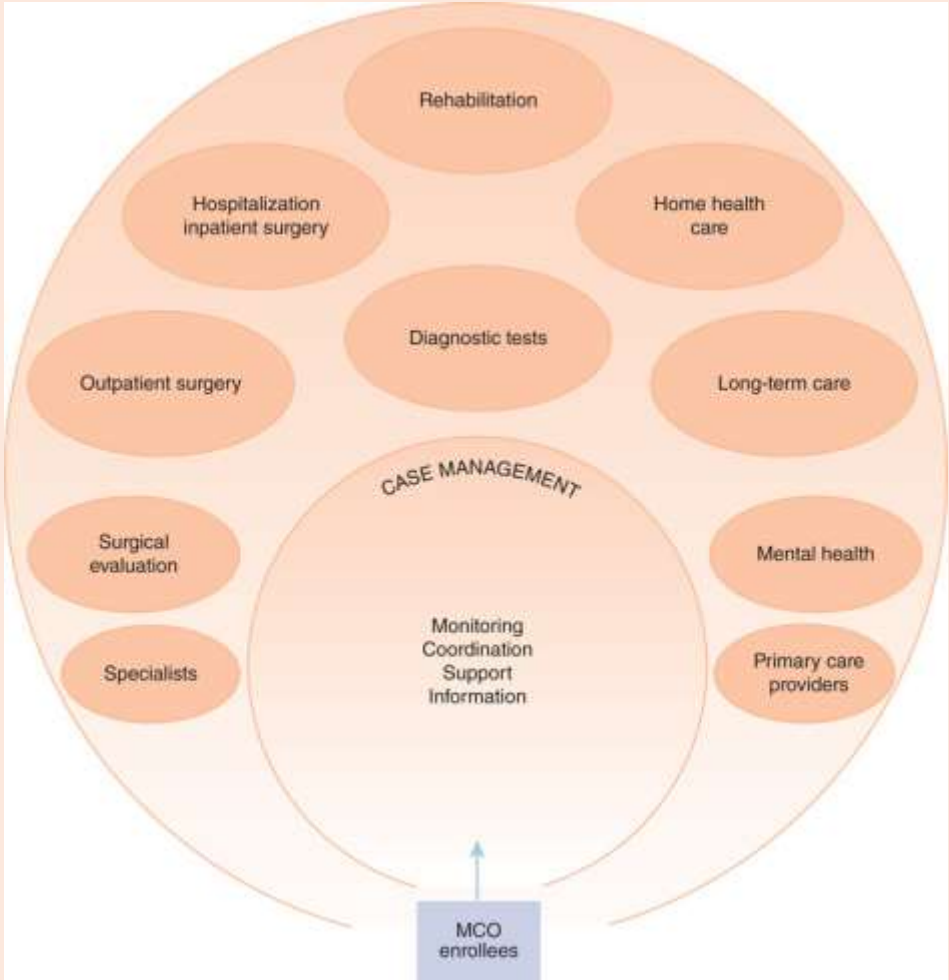 Rehabilitation
Hospitalization
inpatient surgery
Home health
care
Diagnostic tests
Outpatient surgery
Long-term care
CASE MANAGEMENT
Surgical
evaluation
Mental health
Monitoring
Coordination
Support
Information
Specialists
Primary care
providers
MCO
enrollees